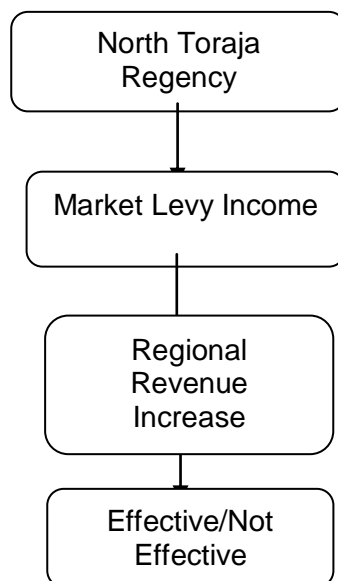 North Toraja
Regency
Market Levy Income
Regional
Revenue
Increase
Effective/Not
Effective